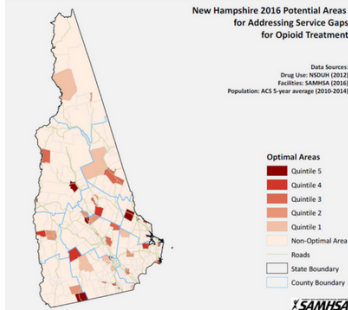 New Hampshire 2016 Potential Areas
for Addressing Service Gaps
for Opioid Treatment
Data Sources:
Drug Use: NSDUH (2012)
Facilities: SAMHSA (2016)
Population: ACS 5-year average (2010-2014)
Optimal Areas
Quintile 5
Quintile 4
Quintile 3
Quintile 2
Quintile 1
Non-Optimal Area
Roads
State Boundary
County Boundary
SAMHSA